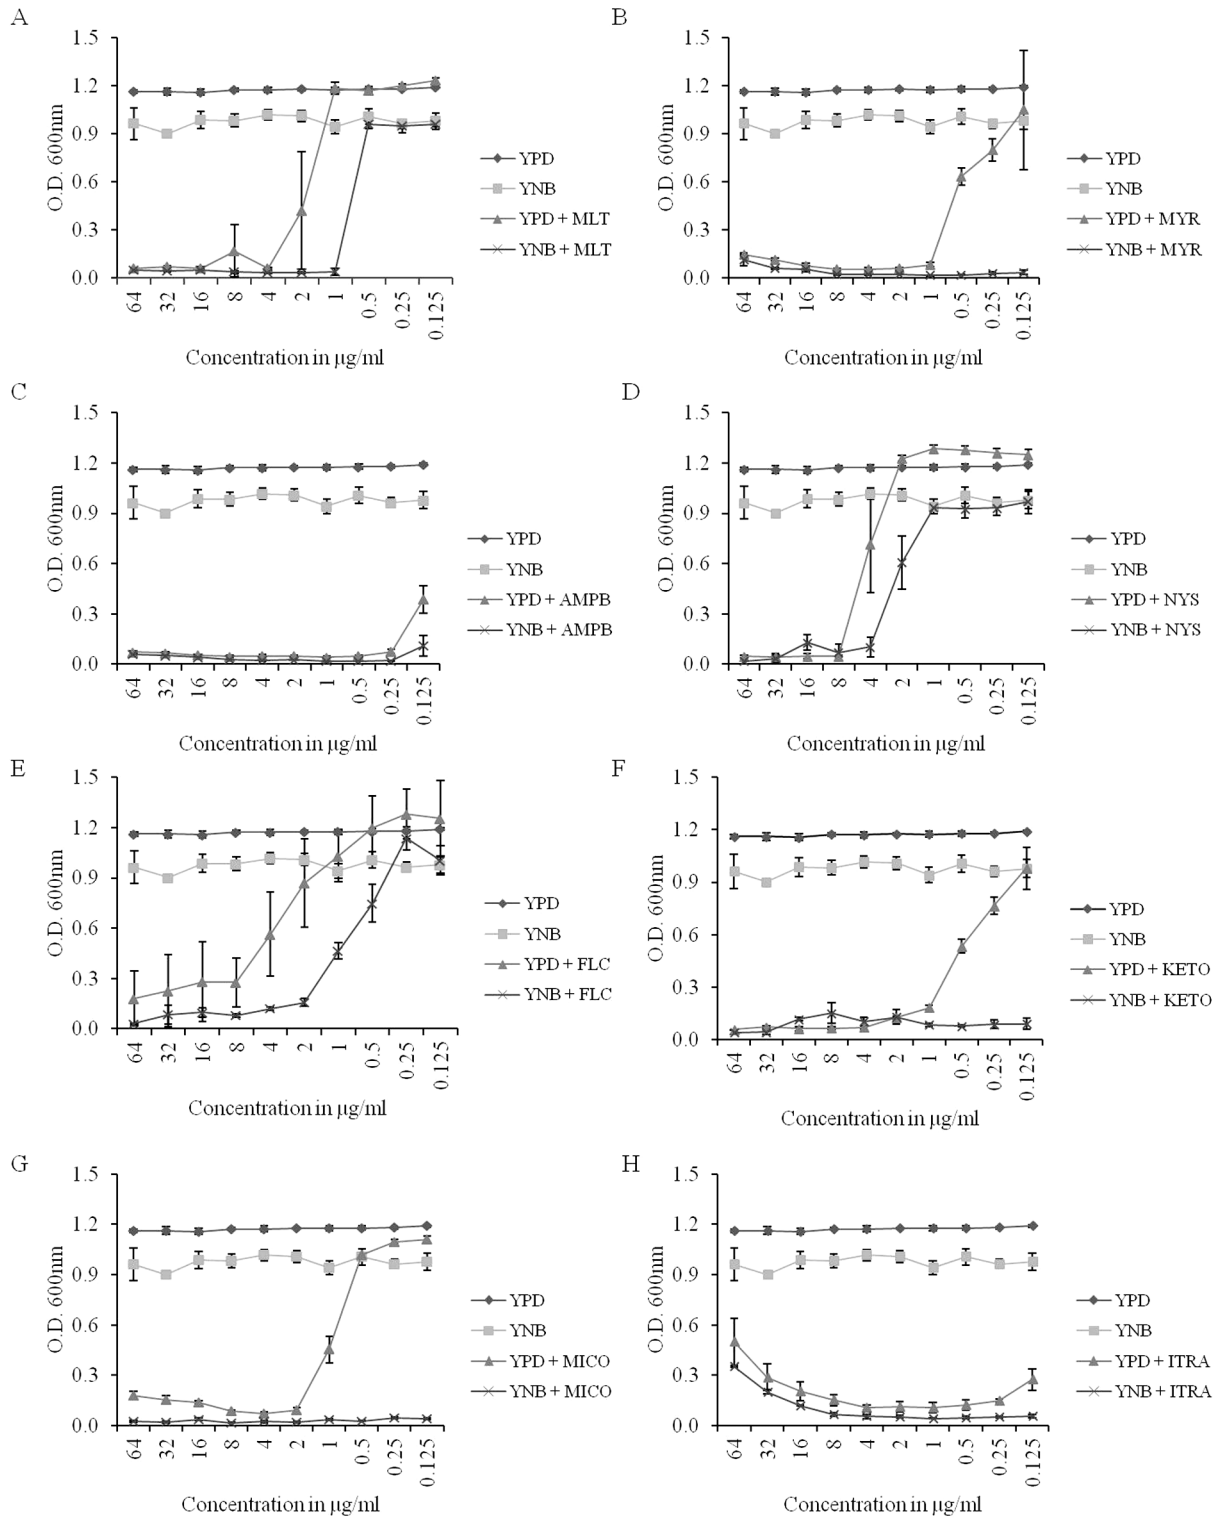 A
1.5
1.2
0.9
0.6
0.3
0.0
O.D. 600nm
64 32 16 8 4 2 1 0.5 0.25 0.125
Concentration in µg/ml
YPD
YNB
YPD + MLT
YNB + MLT
B
1.5
1.2
0.9
0.6
0.3
0.0
O.D. 600nm
64 32 16 8 4 2 1 0.5 0.25 0.125
Concentration in µg/ml
YPD
YNB
YPD + MYR
YNB + MYR
C
1.5
1.2
0.9
0.6
0.3
0.0
O.D. 600nm
64 32 16 8 4 2 1 0.5 0.25 0.125
Concentration in µg/ml
YPD
YNB
YPD + AMPB
YNB + AMPB
D
1.5
1.2
0.9
0.6
0.3
0.0
O.D. 600nm
64 32 16 8 4 2 1 0.5 0.25 0.125
Concentration in µg/ml
YPD
YNB
YPD + NYS
YNB + NYS
E
1.5
1.2
0.9
0.6
0.3
0.0
O.D. 600nm
64 32 16 8 4 2 1 0.5 0.25 0.125
Concentration in µg/ml
YPD
YNB
YPD + FLC
YNB + FLC
F
1.5
1.2
0.9
0.6
0.3
0.0
O.D. 600nm
64 32 16 8 4 2 1 0.5 0.25 0.125
Concentration in µg/ml
YPD
YNB
YPD + KETO
YNB + KETO
G
1.5
1.2
0.9
0.6
0.3
0.0
O.D. 600nm
64 32 16 8 4 2 1 0.5 0.25 0.125
Concentration in µg/ml
YPD
YNB
YPD + MICO
YNB + MICO
H
1.5
1.2
0.9
0.6
0.3
0.0
O.D. 600nm
64 32 16 8 4 2 1 0.5 0.25 0.125
Concentration in µg/ml
YPD
YNB
YPD + ITRA
YNB + ITRA